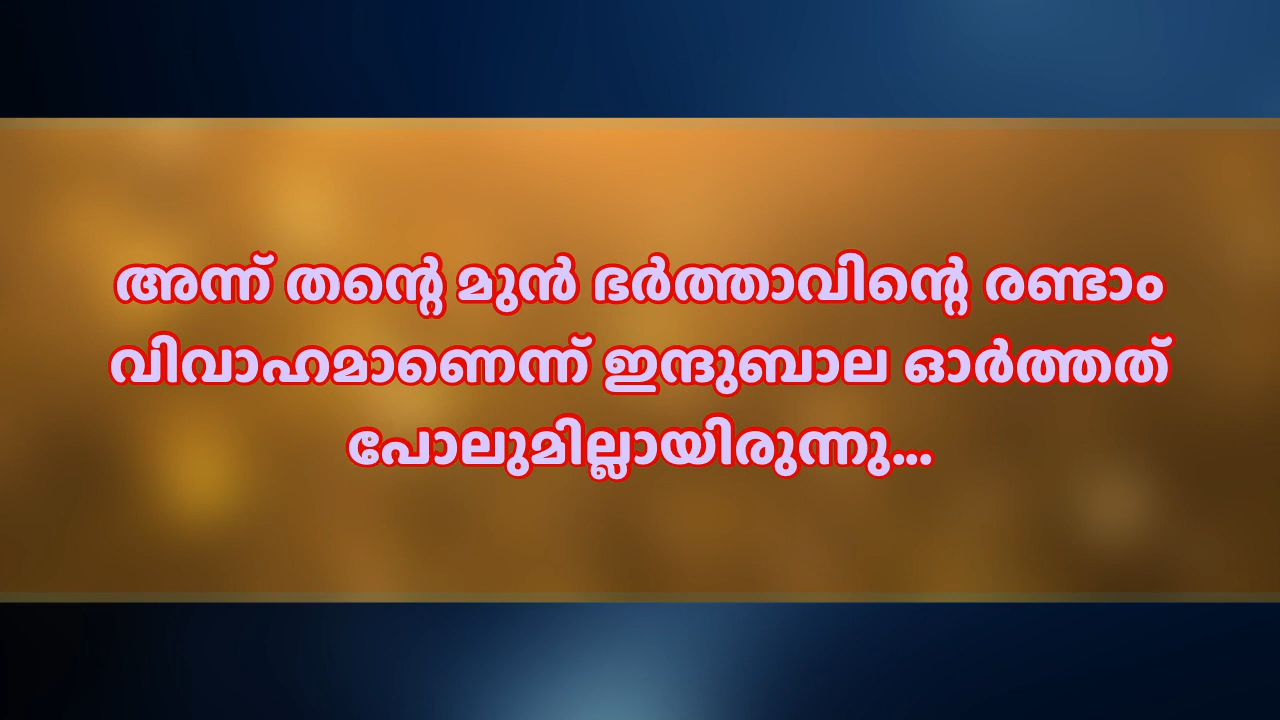 അന്ന് തന്റെ മുൻ ഭർത്താവിന്റെ രണ്ടാം
വിവാഹമാണെന്ന് ഇന്ദുബാല ഓർത്തത്
പോലുമില്ലായിരുന്നു...